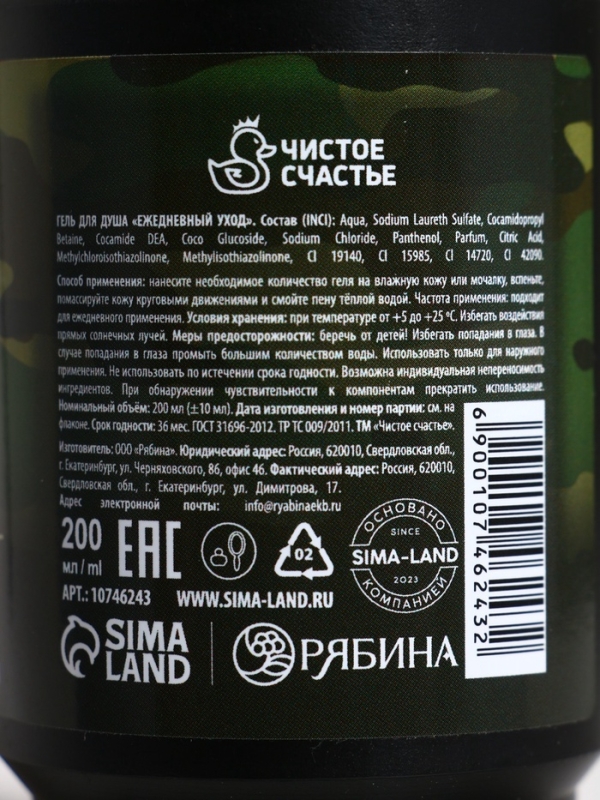 ЧИСТОЕ
СЧАСТЬЕ
ГЕЛЬ ДЛЯ ДУША «ЕЖЕДНЕВНЫЙ УХОД». Состав (INCI): Aqua, Sodium Laureth Sulfate, Cocamidopropyl
Betaine, Cocamide DEA, Coco Glucoside, Sodium Chloride, Panthenol, Parfum, Citric Acid,
Methylchloroisothiazolinone, Methylisothiazolinone, CI 19140, CI 15985, CI 14720, CI 42090.
Способ применения: нанесите необходимое количество геля на влажную кожу или мочалку, вспеньте,
помассируйте кожу круговыми движениями и смойте пену тёплой водой. Частота применения: подходит
для ежедневного применения. Условия хранения: при температуре от +5 до +25 ºC. Избегать воздействия
прямых солнечных лучей. Меры предосторожности: беречь от детей! Избегать попадания в глаза. В
случае попадания в глаза промыть большим количеством воды. Использовать только для наружного
применения. Не использовать по истечении срока годности. Возможна индивидуальная непереносимость
ингредиентов. При обнаружении чувствительности к компонентам прекратить использование.
Номинальный объём: 200 мл (±10 мл). Дата изготовления и номер партии: см. на
флаконе. Срок годности: 36 мес. ГОСТ 31696-2012. ТР ТС 009/2011. ТМ «Чистое счастье».
Изготовитель: ООО «Рябина». Юридический адрес: Россия, 620010, Свердловская обл.,
г. Екатеринбург, ул. Черняховского, 86, офис 46. Фактический адрес: Россия, 620010,
Свердловская обл., г. Екатеринбург, ул. Димитрова, 17.
Адрес электронной почты: info@ryabinaekb.ru
200
мл / ml
ЕАС
02
ОСНОВАНО
SINCE
SIMA-LAND
2023
КОМПАНИЕЙ
АРТ.: 10746243
WWW.SIMA-LAND.RU
SIMA
LAND
РЯБИНА
6900107462432